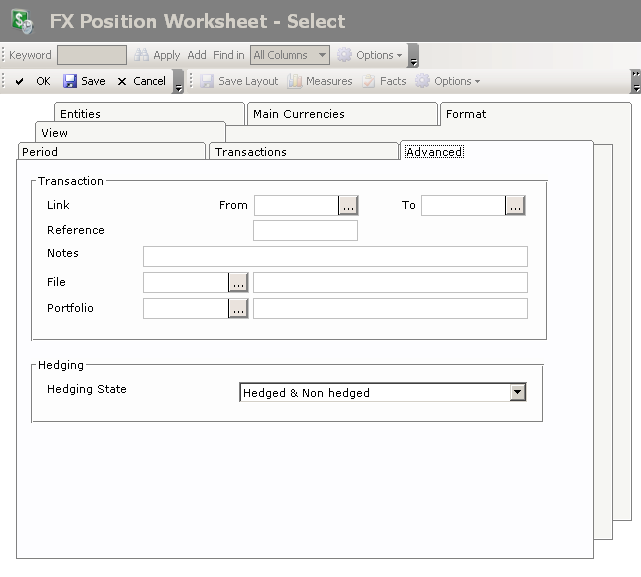 FX Position Worksheet - Select
Keyword Apply Add Find in All Columns Options
OK Save Cancel Save Layout Measures Facts Options
Entities Main Currencies Format
View
Period Transactions Advanced
Transaction
Link From ... To ...
Reference
Notes
File ...
Portfolio ...
Hedging
Hedging State Hedged & Non hedged